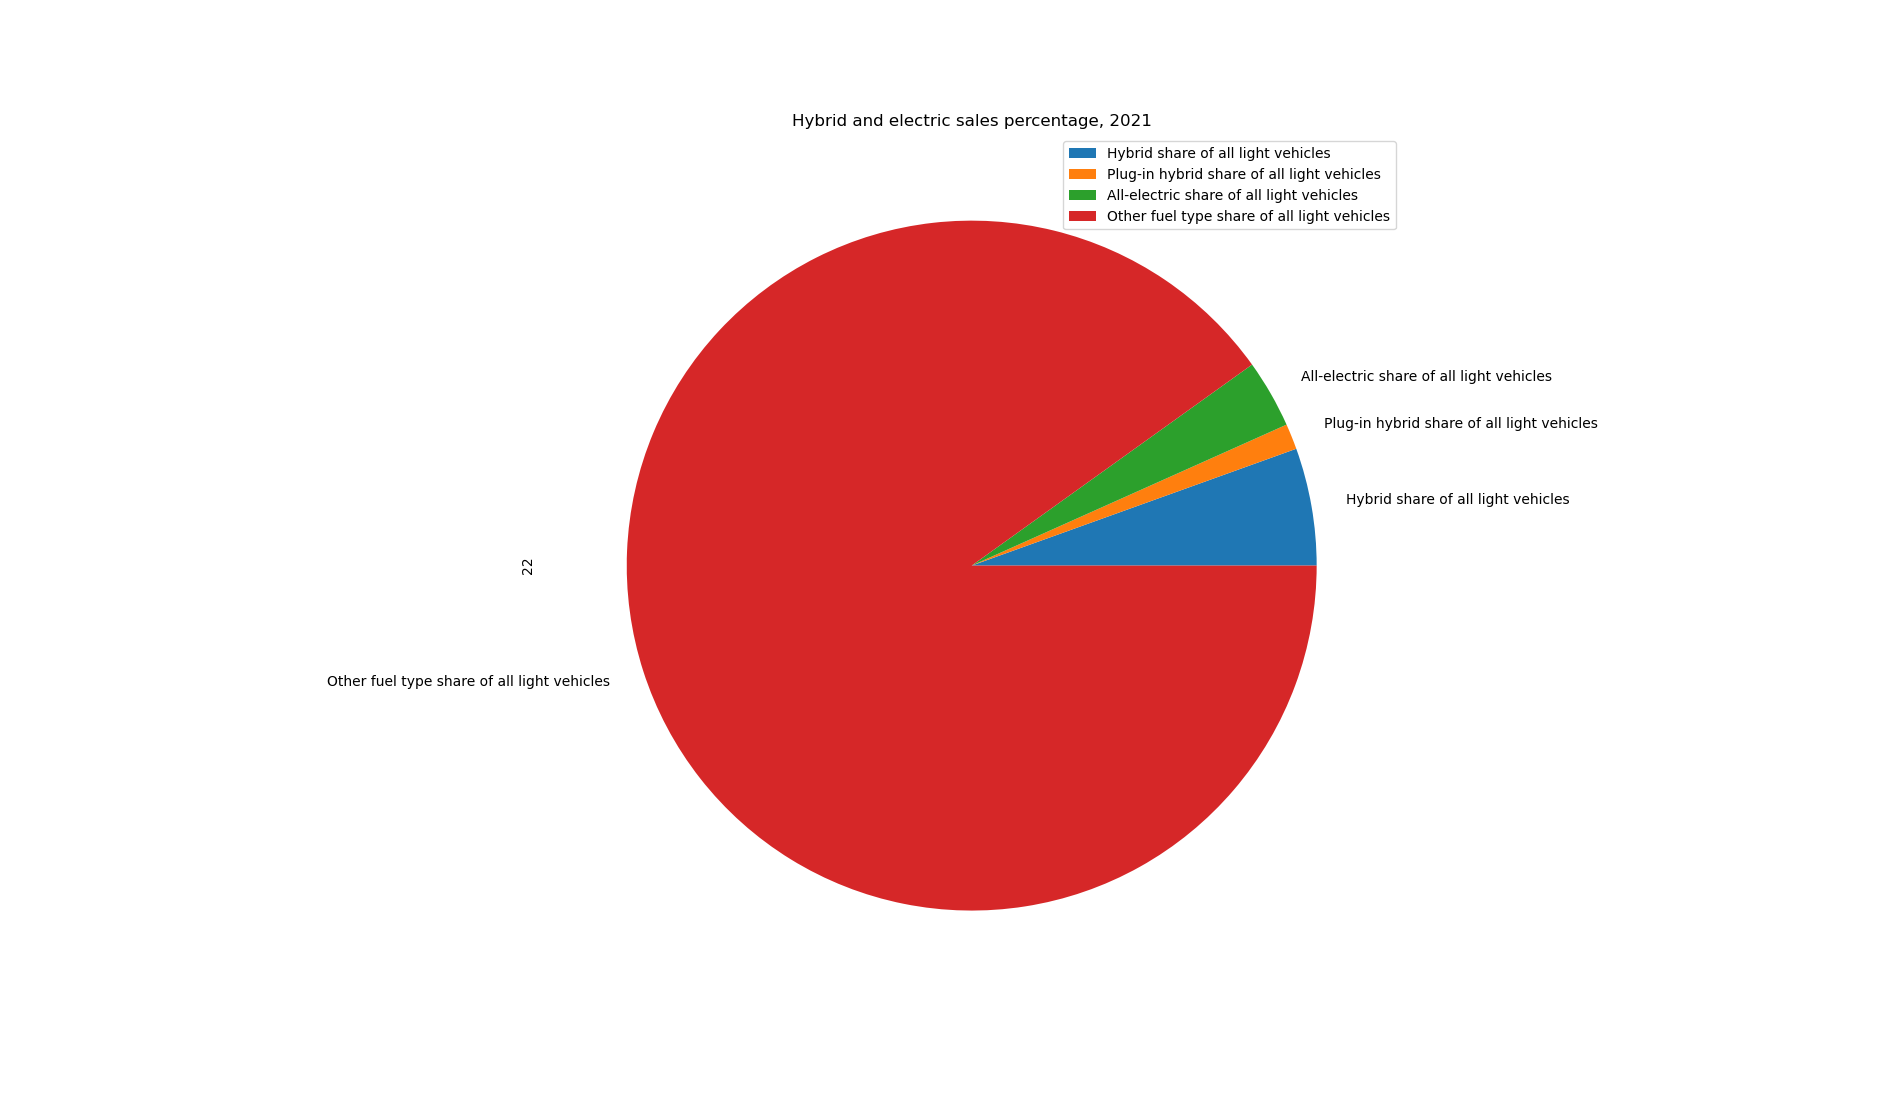 Hybrid and electric sales percentage, 2021
Hybrid share of all light vehicles
Plug-in hybrid share of all light vehicles
All-electric share of all light vehicles
Other fuel type share of all light vehicles
All-electric share of all light vehicles
Plug-in hybrid share of all light vehicles
Hybrid share of all light vehicles
22
Other fuel type share of all light vehicles